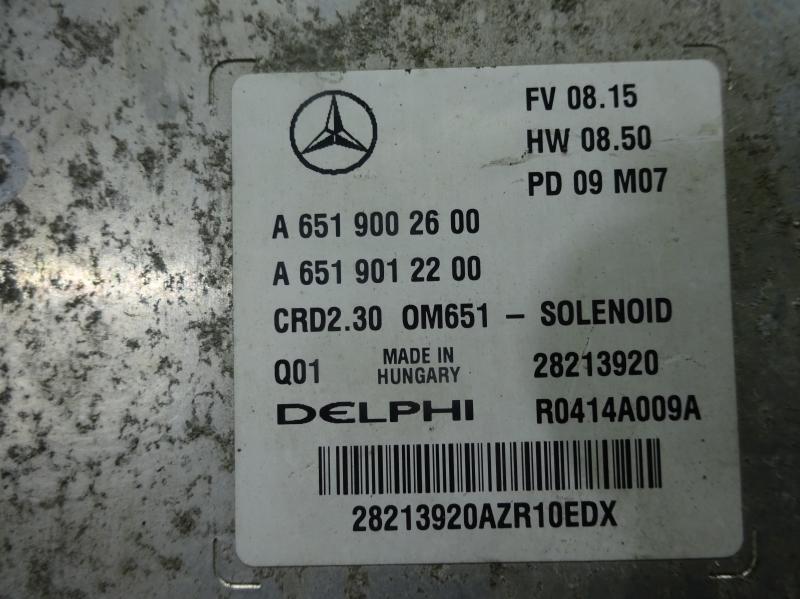 FV 08.15
HW 08.50
PD 09 M07
A 651 900 26 00
A 651 901 22 00
CRD2.30 OM651 – SOLENOID
Q01 MADE IN HUNGARY 28213920
DELPHI R0414A009A
28213920AZR10EDX